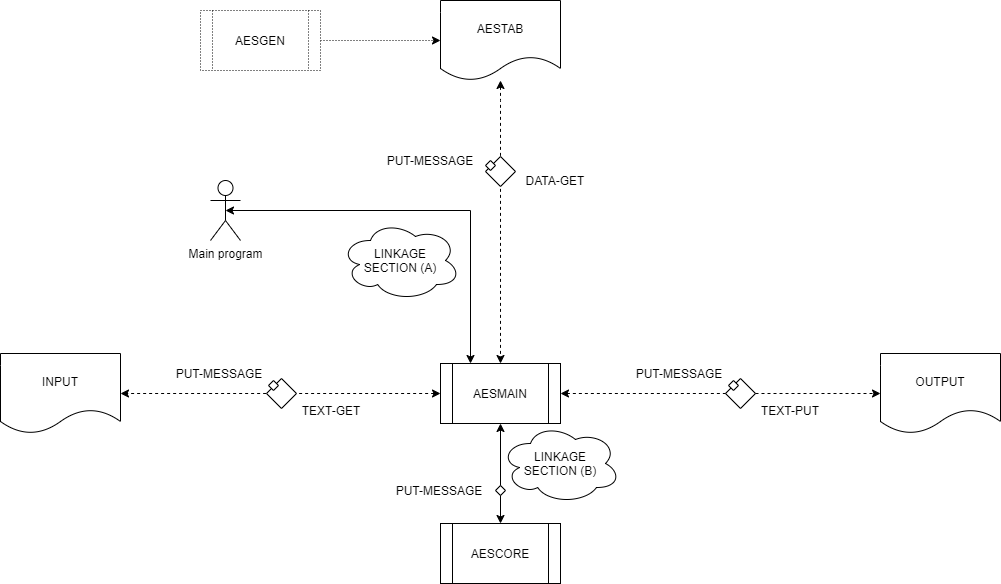 AESGEN
AESTAB
PUT-MESSAGE
DATA-GET
Main program
LINKAGE
SECTION (A)
INPUT
PUT-MESSAGE
TEXT-GET
AESMAIN
PUT-MESSAGE
TEXT-PUT
OUTPUT
LINKAGE
SECTION (B)
PUT-MESSAGE
AESCORE